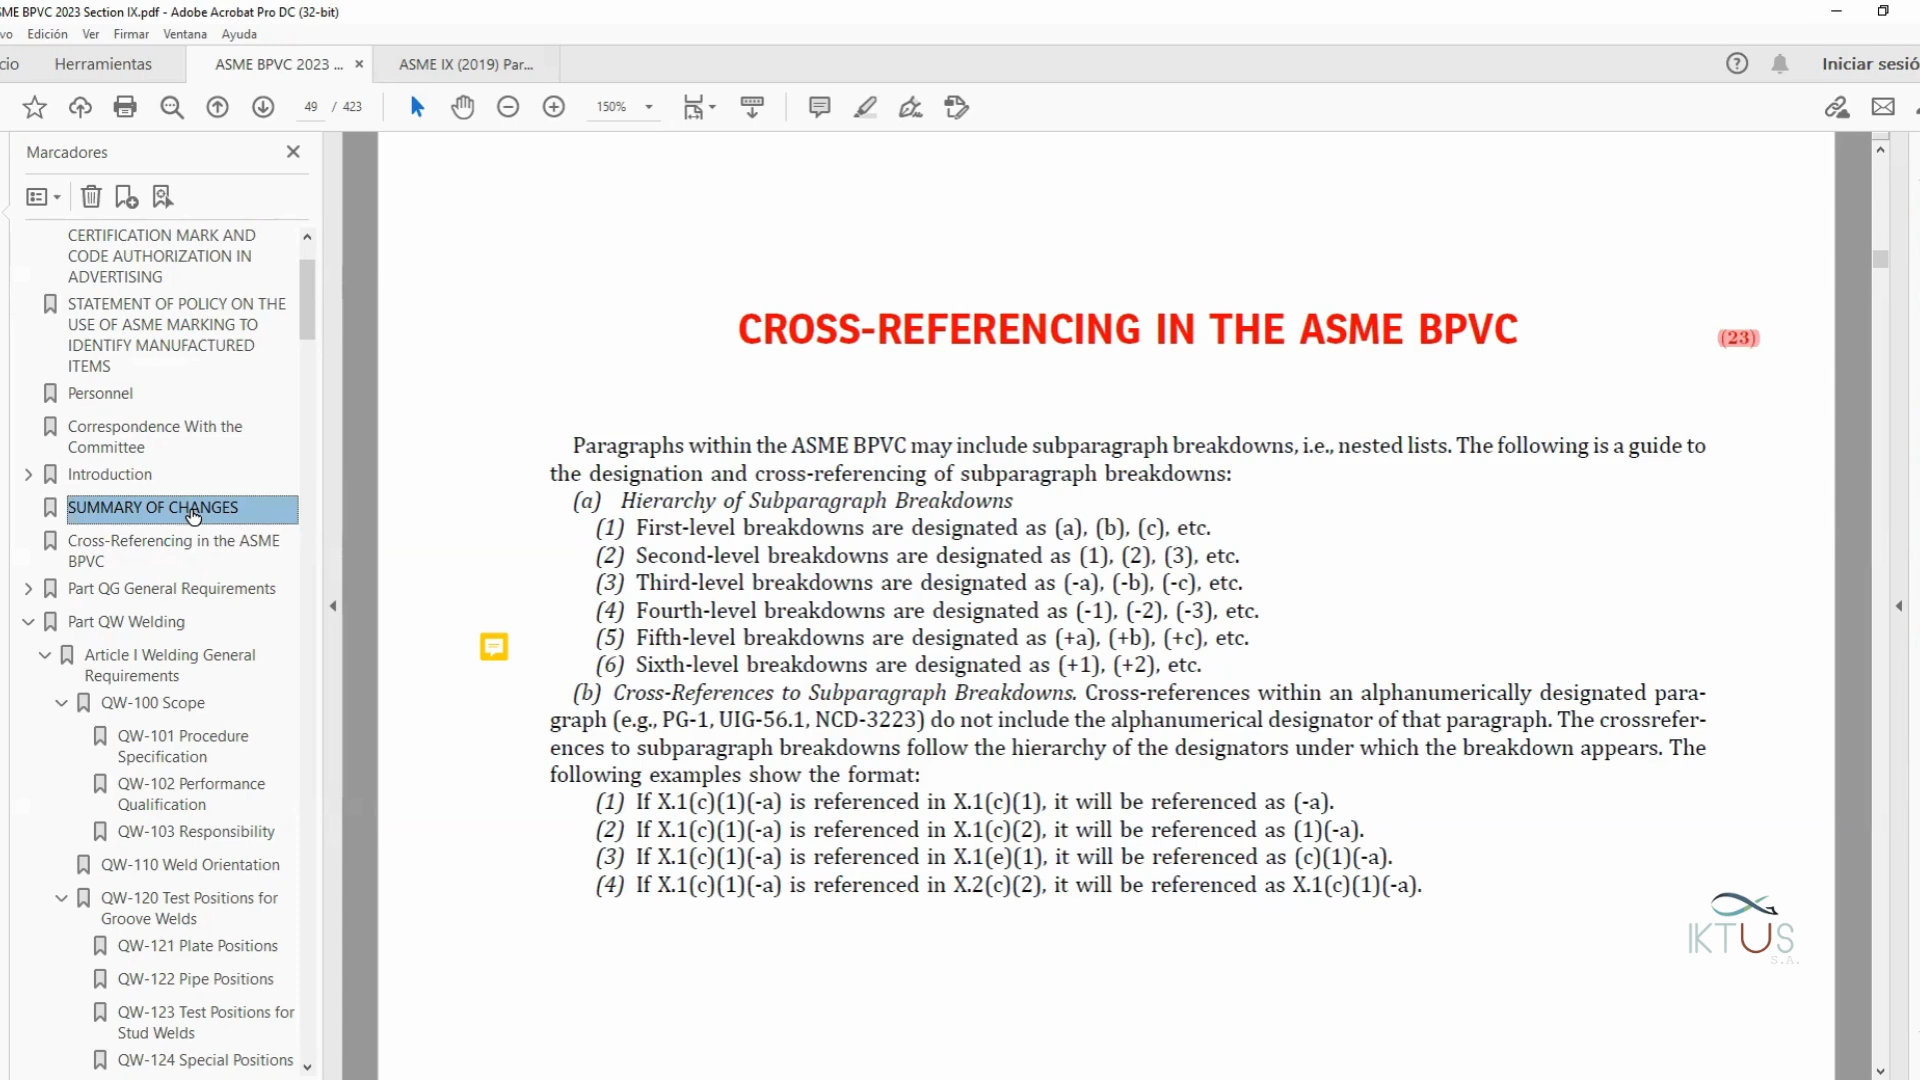 SME BPVC 2023 Section IX.pdf - Adobe Acrobat Pro DC (32-bit)
vo Edición Ver Firmar Ventana Ayuda
cio Herramientas ASME BPVC 2023 ... × ASME IX (2019) Par... Iniciar sesió
49 / 423 150%
Marcadores
CERTIFICATION MARK AND
CODE AUTHORIZATION IN
ADVERTISING
STATEMENT OF POLICY ON THE
USE OF ASME MARKING TO
IDENTIFY MANUFACTURED
ITEMS
Personnel
Correspondence With the
Committee
Introduction
SUMMARY OF CHANGES
Cross-Referencing in the ASME
BPVC
Part QG General Requirements
Part QW Welding
Article I Welding General
Requirements
QW-100 Scope
QW-101 Procedure
Specification
QW-102 Performance
Qualification
QW-103 Responsibility
QW-110 Weld Orientation
QW-120 Test Positions for
Groove Welds
QW-121 Plate Positions
QW-122 Pipe Positions
QW-123 Test Positions for
Stud Welds
QW-124 Special Positions
CROSS-REFERENCING IN THE ASME BPVC (23)
Paragraphs within the ASME BPVC may include subparagraph breakdowns, i.e., nested lists. The following is a guide to
the designation and cross-referencing of subparagraph breakdowns:
(a) Hierarchy of Subparagraph Breakdowns
(1) First-level breakdowns are designated as (a), (b), (c), etc.
(2) Second-level breakdowns are designated as (1), (2), (3), etc.
(3) Third-level breakdowns are designated as (-a), (-b), (-c), etc.
(4) Fourth-level breakdowns are designated as (-1), (-2), (-3), etc.
(5) Fifth-level breakdowns are designated as (+a), (+b), (+c), etc.
(6) Sixth-level breakdowns are designated as (+1), (+2), etc.
(b) Cross-References to Subparagraph Breakdowns. Cross-references within an alphanumerically designated para-
graph (e.g., PG-1, UIG-56.1, NCD-3223) do not include the alphanumerical designator of that paragraph. The crossrefer-
ences to subparagraph breakdowns follow the hierarchy of the designators under which the breakdown appears. The
following examples show the format:
(1) If X.1(c)(1)(-a) is referenced in X.1(c)(1), it will be referenced as (-a).
(2) If X.1(c)(1)(-a) is referenced in X.1(c)(2), it will be referenced as (1)(-a).
(3) If X.1(c)(1)(-a) is referenced in X.1(e)(1), it will be referenced as (c)(1)(-a).
(4) If X.1(c)(1)(-a) is referenced in X.2(c)(2), it will be referenced as X.1(c)(1)(-a).
IKTUS
S.A.